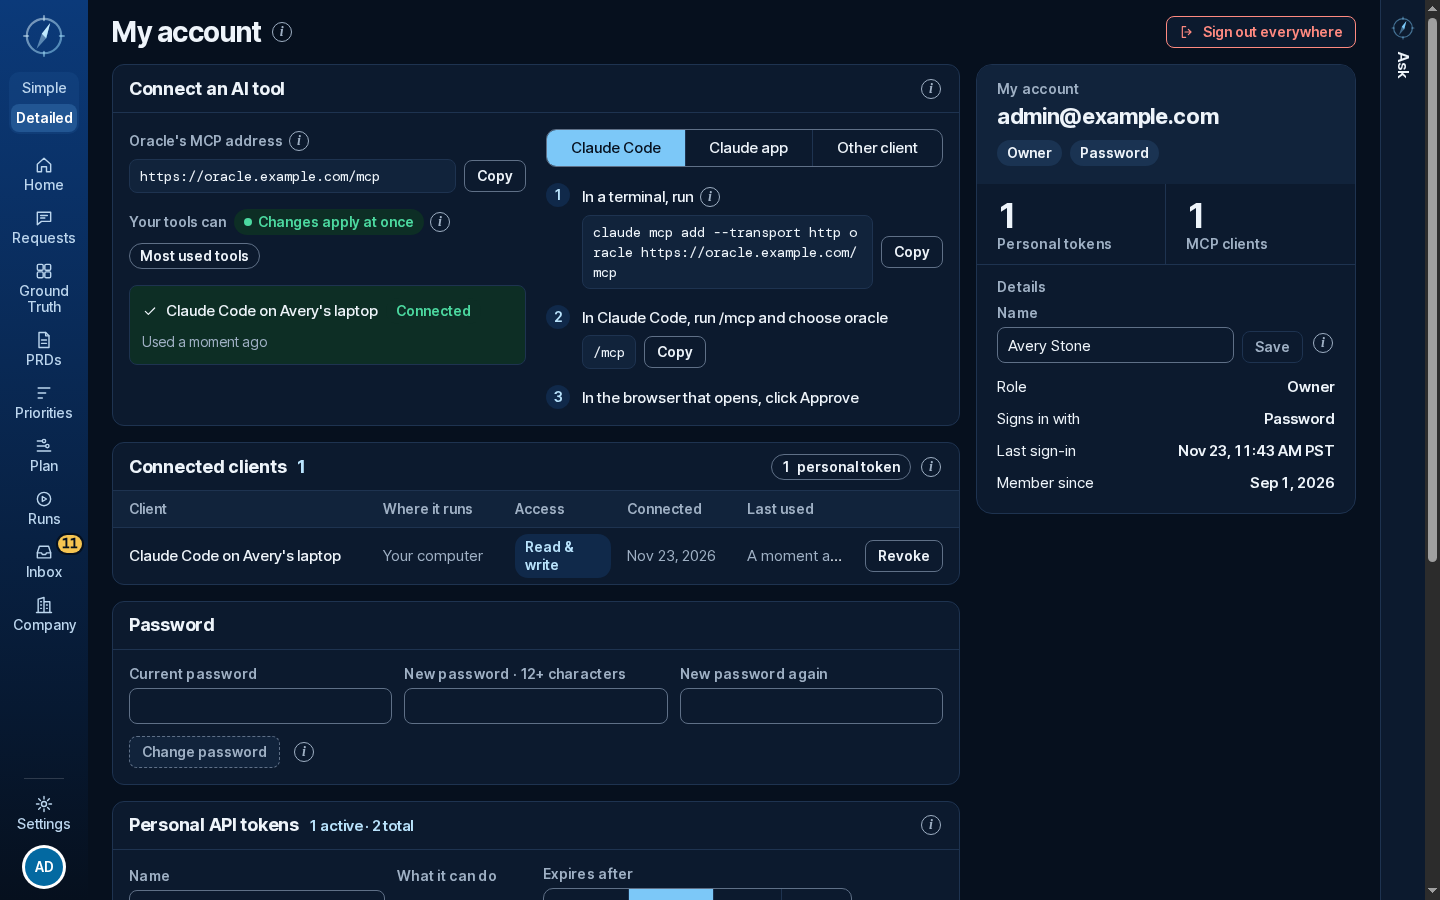 Simple
Detailed
Home
Requests
Ground
Truth
PRDs
Priorities
Plan
Runs
11
Inbox
Company
Settings
AD
My account
Sign out everywhere
Connect an AI tool
Oracle's MCP address
https://oracle.example.com/mcp
Copy
Your tools can
Changes apply at once
Most used tools
Claude Code on Avery's laptop
Connected
Used a moment ago
Claude Code
Claude app
Other client
1
In a terminal, run
claude mcp add --transport http o
racle https://oracle.example.com/
mcp
Copy
2
In Claude Code, run /mcp and choose oracle
/mcp
Copy
3
In the browser that opens, click Approve
Connected clients 1
1 personal token
Client
Where it runs
Access
Connected
Last used
Claude Code on Avery's laptop
Your computer
Read &
write
Nov 23, 2026
A moment a...
Revoke
Password
Current password
New password · 12+ characters
New password again
Change password
Personal API tokens
1 active · 2 total
Name
What it can do
Expires after
My account
admin@example.com
Owner
Password
1
Personal tokens
1
MCP clients
Details
Name
Avery Stone
Save
Role
Owner
Signs in with
Password
Last sign-in
Nov 23, 11:43 AM PST
Member since
Sep 1, 2026
Ask